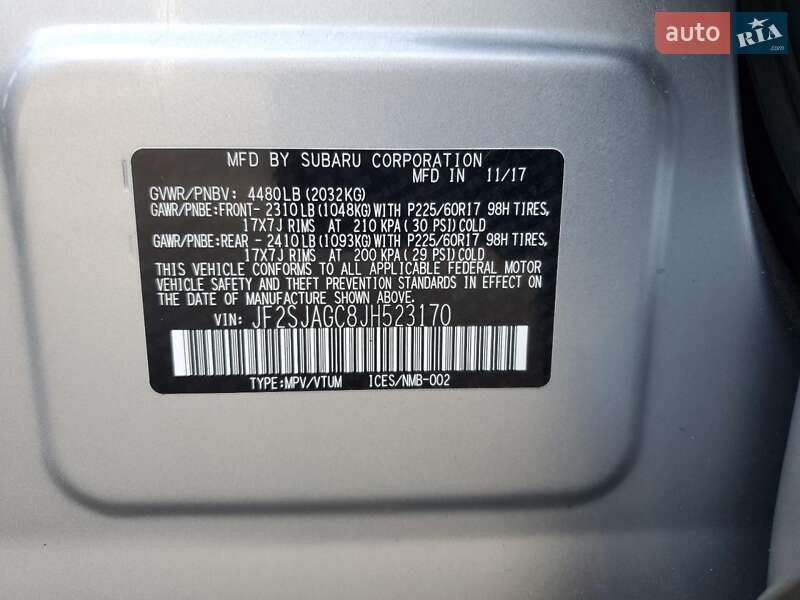 auto RIA.com
MFD BY SUBARU CORPORATION
MFD IN 11/17
GVWR/PNBV: 4480LB(2032KG)
GAWR/PNBE:FRONT- 2310LB(1048KG)WITH P225/60R17 98H TIRES,
17X7J RIMS AT 210 KPA(30 PSI)COLD
GAWR/PNBE:REAR - 2410LB(1093KG)WITH P225/60R17 98H TIRES,
17X7J RIMS AT 200 KPA(29 PSI)COLD
THIS VEHICLE CONFORMS TO ALL APPLICABLE FEDERAL MOTOR
VEHICLE SAFETY AND THEFT PREVENTION STANDARDS IN EFFECT ON
THE DATE OF MANUFACTURE SHOWN ABOVE.
VIN: JF2SJAGC8JH523170
TYPE:MPV/VTUM ICES/NMB-002